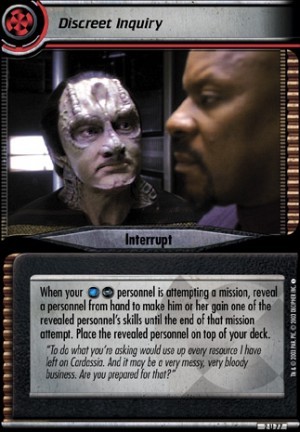 Discreet Inquiry
Interrupt
When your personnel is attempting a mission, reveal
a personnel from hand to make him or her gain one of
the revealed personnel's skills until the end of that mission
attempt. Place the revealed personnel on top of your deck.
"To do what you're asking would use up every resource I have
left on Cardassia. And it may be a very messy, very bloody
business. Are you prepared for that?"